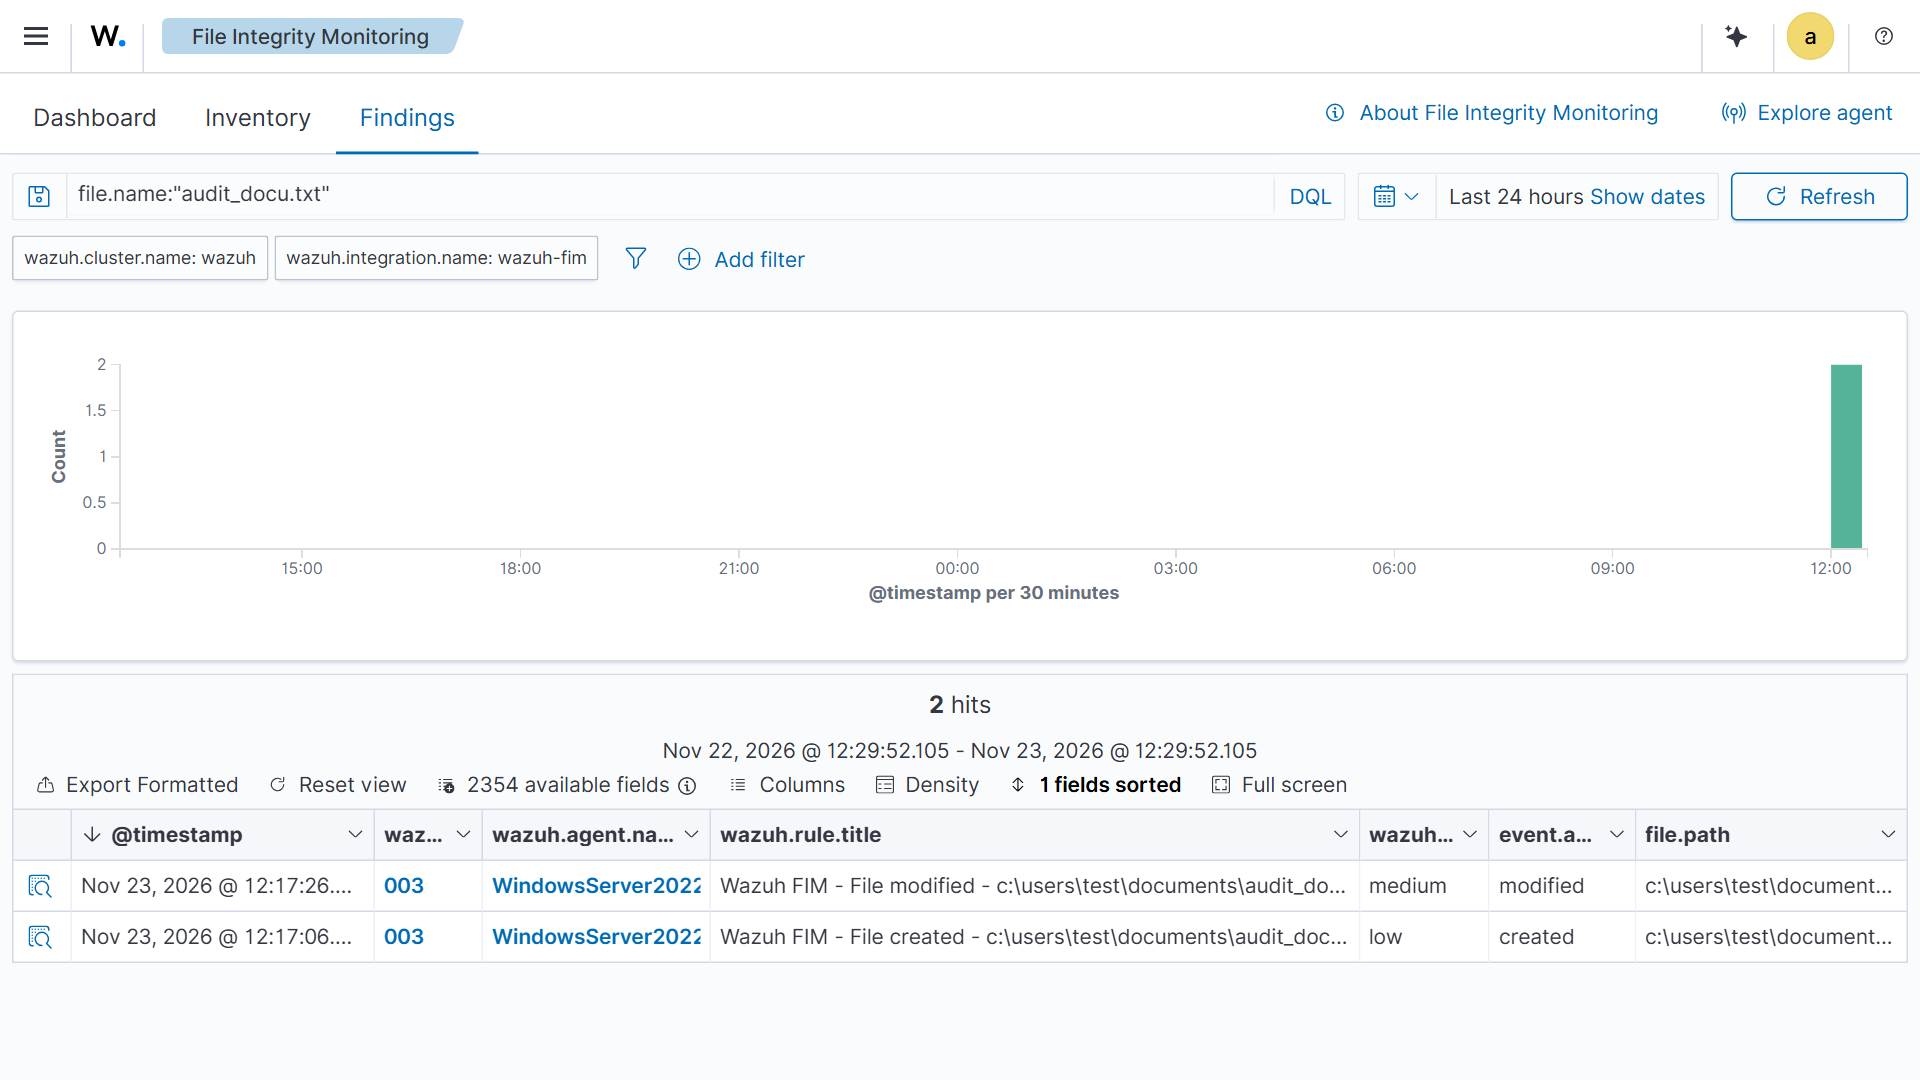 W. File Integrity Monitoring a
Dashboard Inventory Findings About File Integrity Monitoring Explore agent
file.name:"audit_docu.txt" DQL Last 24 hours Show dates Refresh
wazuh.cluster.name: wazuh wazuh.integration.name: wazuh-fim Add filter
2
1.5
1
0.5
0
Count
15:00 18:00 21:00 00:00 03:00 06:00 09:00 12:00
@timestamp per 30 minutes
2 hits
Nov 22, 2026 @ 12:29:52.105 - Nov 23, 2026 @ 12:29:52.105
Export Formatted Reset view 2354 available fields Columns Density 1 fields sorted Full screen
@timestamp waz... wazuh.agent.na... wazuh.rule.title wazuh... event.a... file.path
Nov 23, 2026 @ 12:17:26.... 003 WindowsServer2022 Wazuh FIM - File modified - c:\users\test\documents\audit_do... medium modified c:\users\test\document...
Nov 23, 2026 @ 12:17:06.... 003 WindowsServer2022 Wazuh FIM - File created - c:\users\test\documents\audit_doc... low created c:\users\test\document...